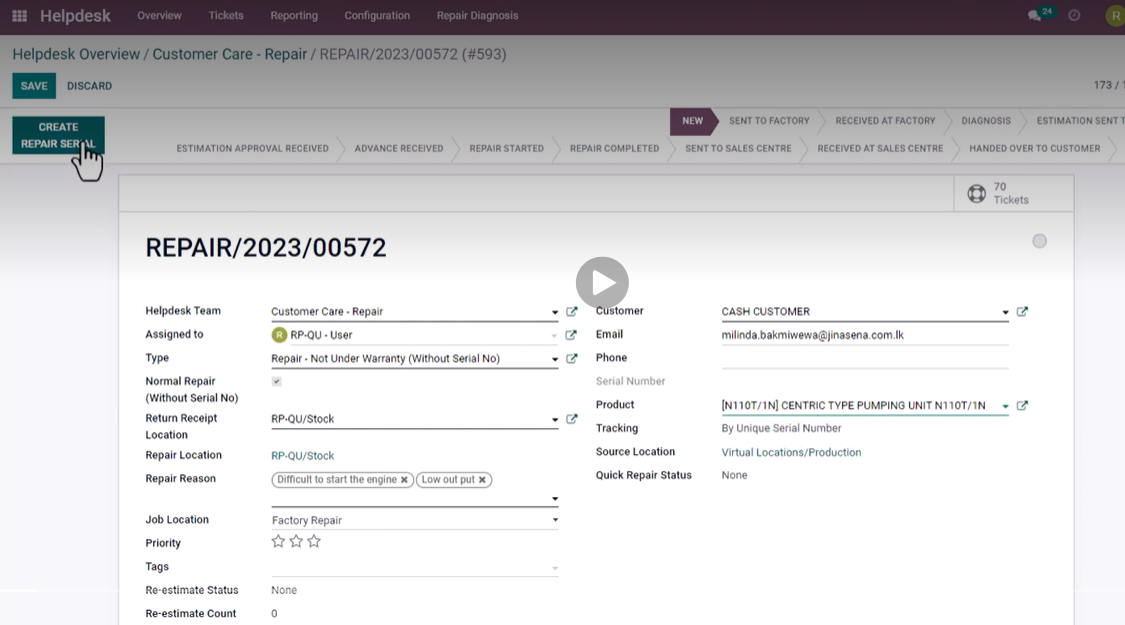 Helpdesk Overview Tickets Reporting Configuration Repair Diagnosis 24 R
Helpdesk Overview / Customer Care - Repair / REPAIR/2023/00572 (#593)
SAVE DISCARD 173 /
CREATE REPAIR SERIAL
NEW SENT TO FACTORY RECEIVED AT FACTORY DIAGNOSIS ESTIMATION SENT T
ESTIMATION APPROVAL RECEIVED ADVANCE RECEIVED REPAIR STARTED REPAIR COMPLETED SENT TO SALES CENTRE RECEIVED AT SALES CENTRE HANDED OVER TO CUSTOMER
70
Tickets
REPAIR/2023/00572
Helpdesk Team Customer Care - Repair
Assigned to R RP-QU - User
Type Repair - Not Under Warranty (Without Serial No)
Normal Repair
(Without Serial No)
Return Receipt RP-QU/Stock
Location
Repair Location RP-QU/Stock
Repair Reason Difficult to start the engine × Low out put ×
Job Location Factory Repair
Priority
Tags
Re-estimate Status None
Re-estimate Count 0
Customer CASH CUSTOMER
Email milinda.bakmiwewa@jinasena.com.lk
Phone
Serial Number
Product [N110T/1N] CENTRIC TYPE PUMPING UNIT N110T/1N
Tracking By Unique Serial Number
Source Location Virtual Locations/Production
Quick Repair Status None